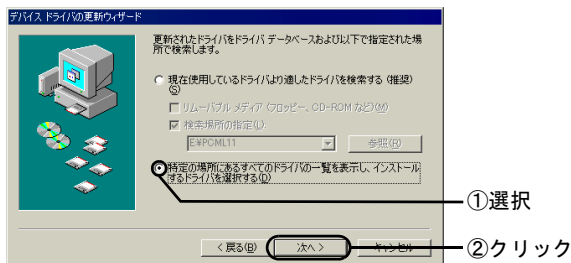 デバイス ドライバの更新ウィザード
更新されたドライバをドライバ データベースおよび以下で指定された場
所で検索します。
現在使用しているドライバより適したドライバを検索する (推奨)
(S)
リムーバブル メディア (フロッピー、CD-ROM など)(M)
検索場所の指定(L):
E:¥PCML11
参照(R)
特定の場所にあるすべてのドライバの一覧を表示し、インストール
するドライバを選択する(D)
①選択
< 戻る(B)
次へ >
キャンセル
②クリック